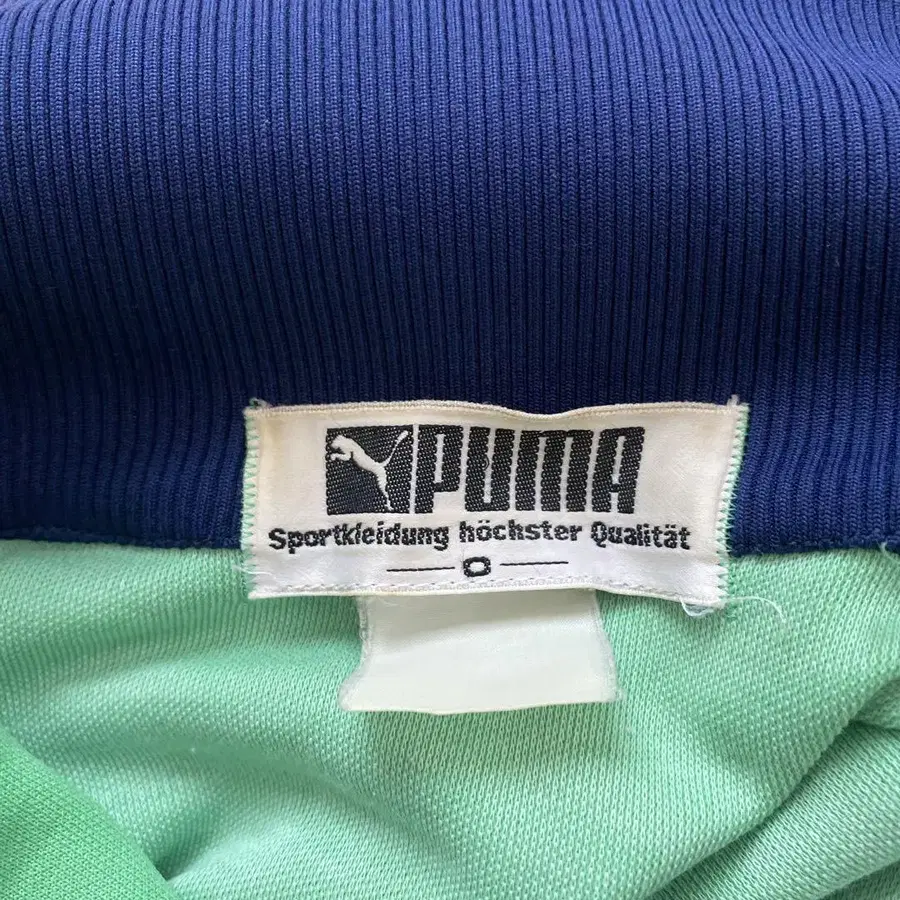 PUMA
Sportkleidung höchster Qualität
O